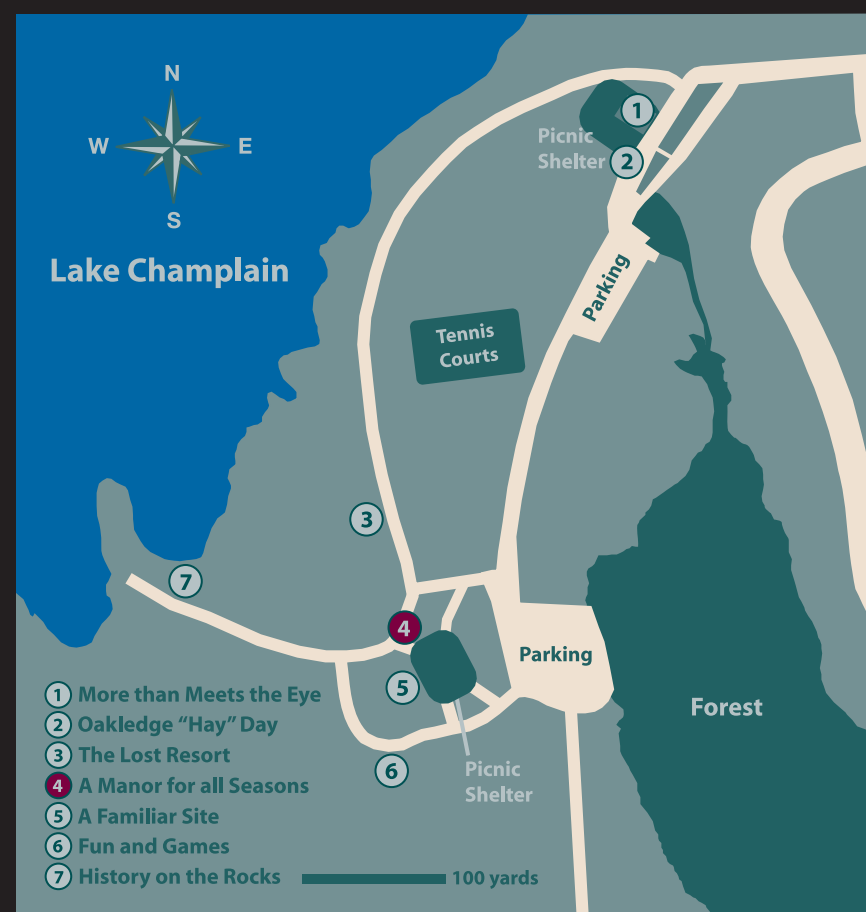 N
W
E
S
Lake Champlain
1
Picnic
Shelter
2
Parking
Tennis
Courts
3
7
4
Parking
5
Forest
6
Picnic
Shelter
1 More than Meets the Eye
2 Oakledge “Hay” Day
3 The Lost Resort
4 A Manor for all Seasons
5 A Familiar Site
6 Fun and Games
7 History on the Rocks
100 yards